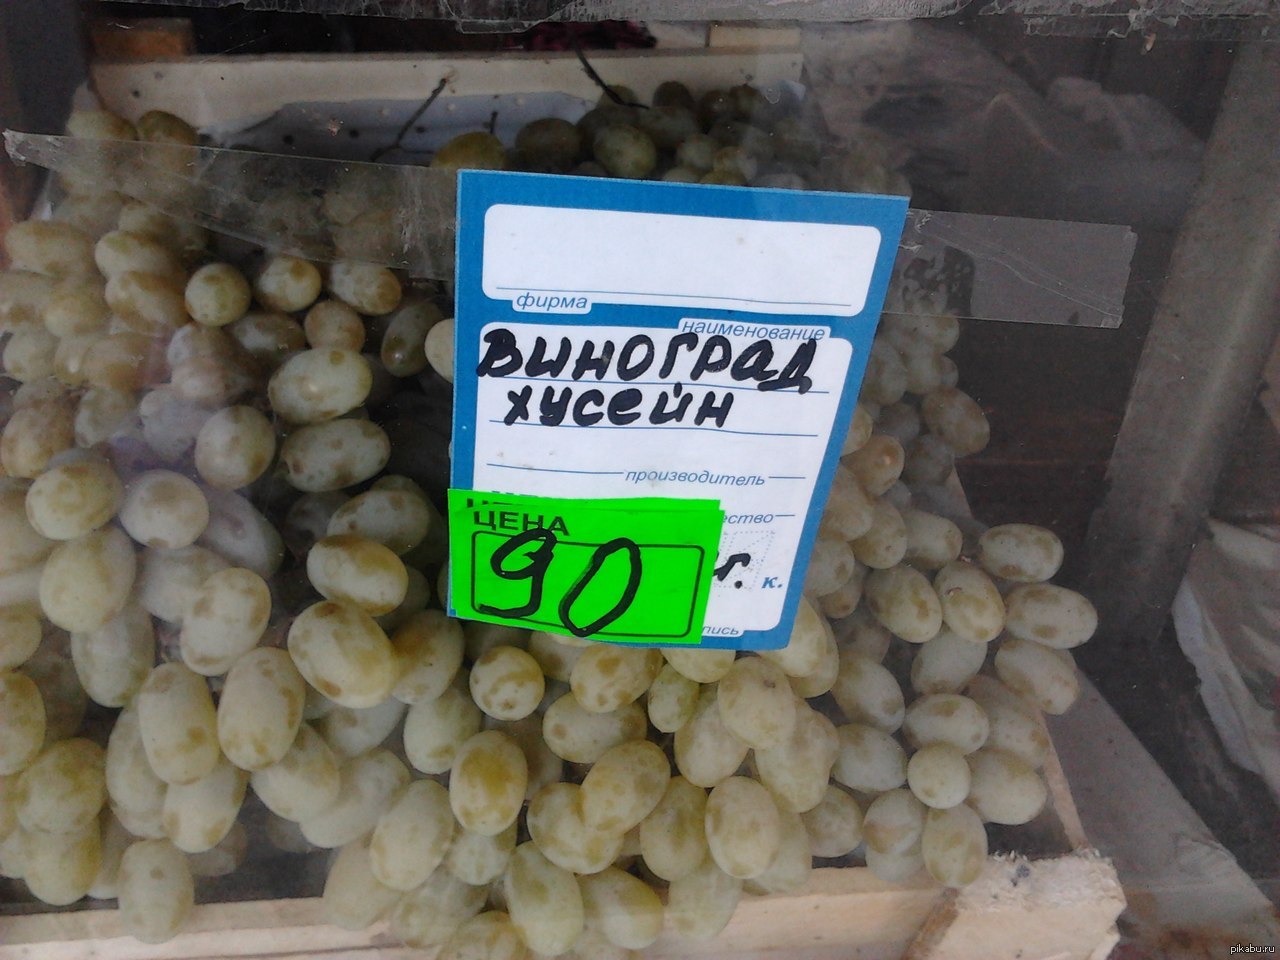 фирма
наименование
ВИНОГРАД
ХУСЕЙН
производитель
ЦЕНА
90
г. к.
pikabu.ru